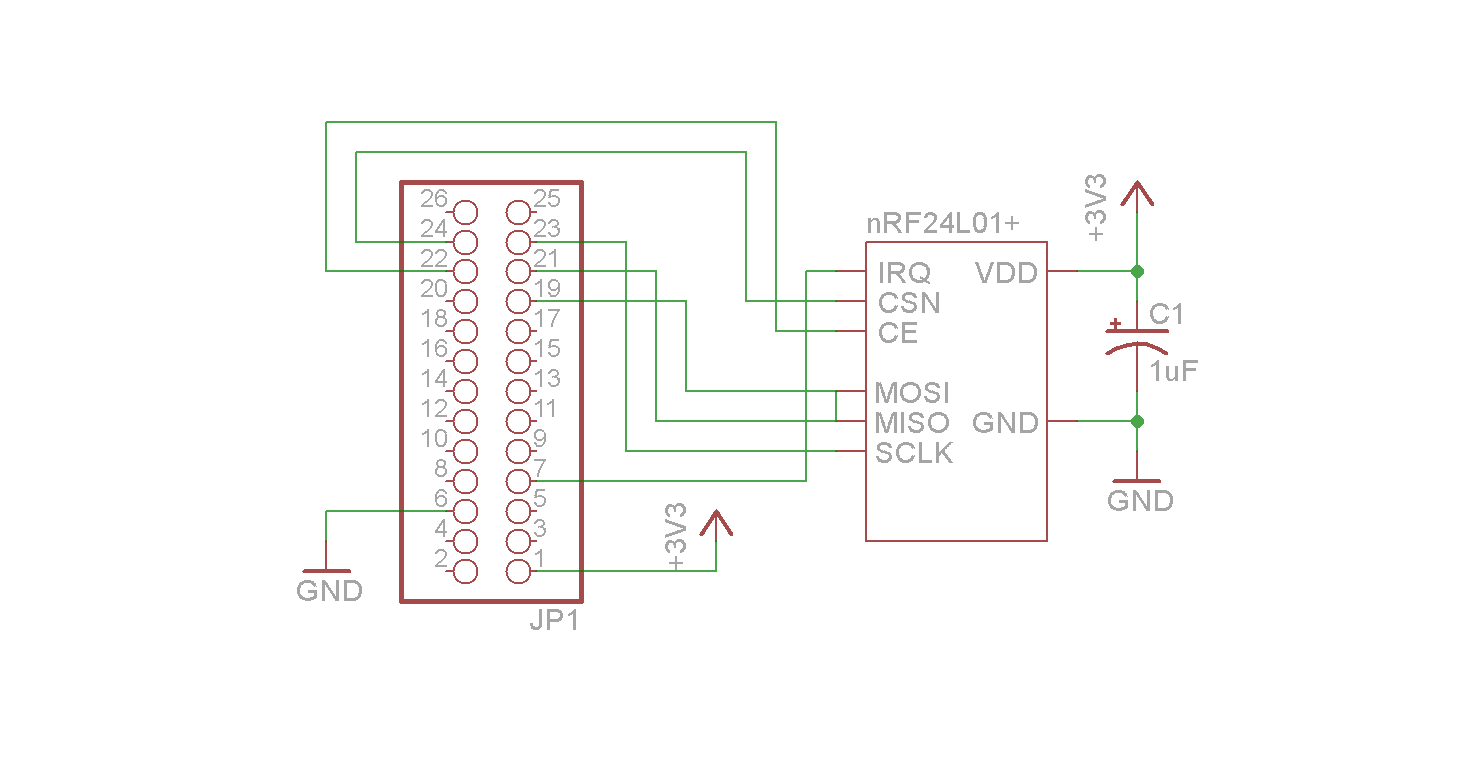 26 25
24 23
22 21
20 19
18 17
16 15
14 13
12 11
10 9
8 7
6 5
4 3
2 1
JP1
GND
+3V3
nRF24L01+
IRQ VDD
CSN
CE
MOSI
MISO GND
SCLK
+3V3
+
C1
1uF
GND